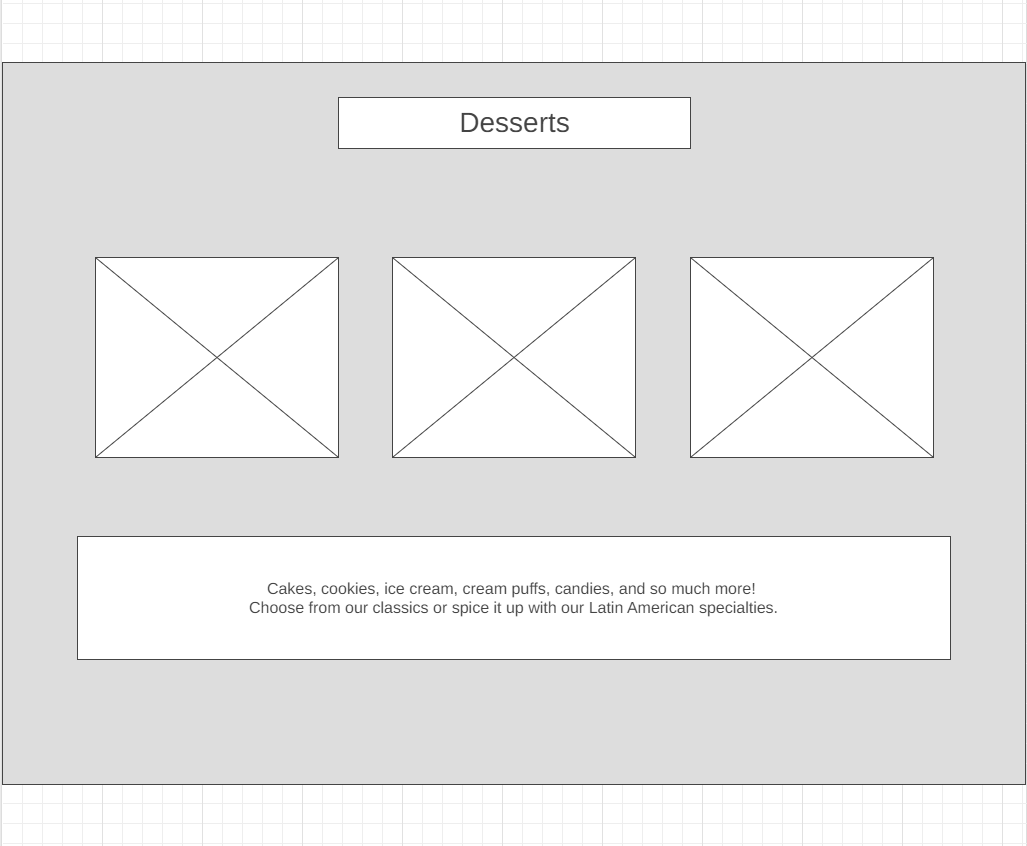 Desserts
Cakes, cookies, ice cream, cream puffs, candies, and so much more!
Choose from our classics or spice it up with our Latin American specialties.